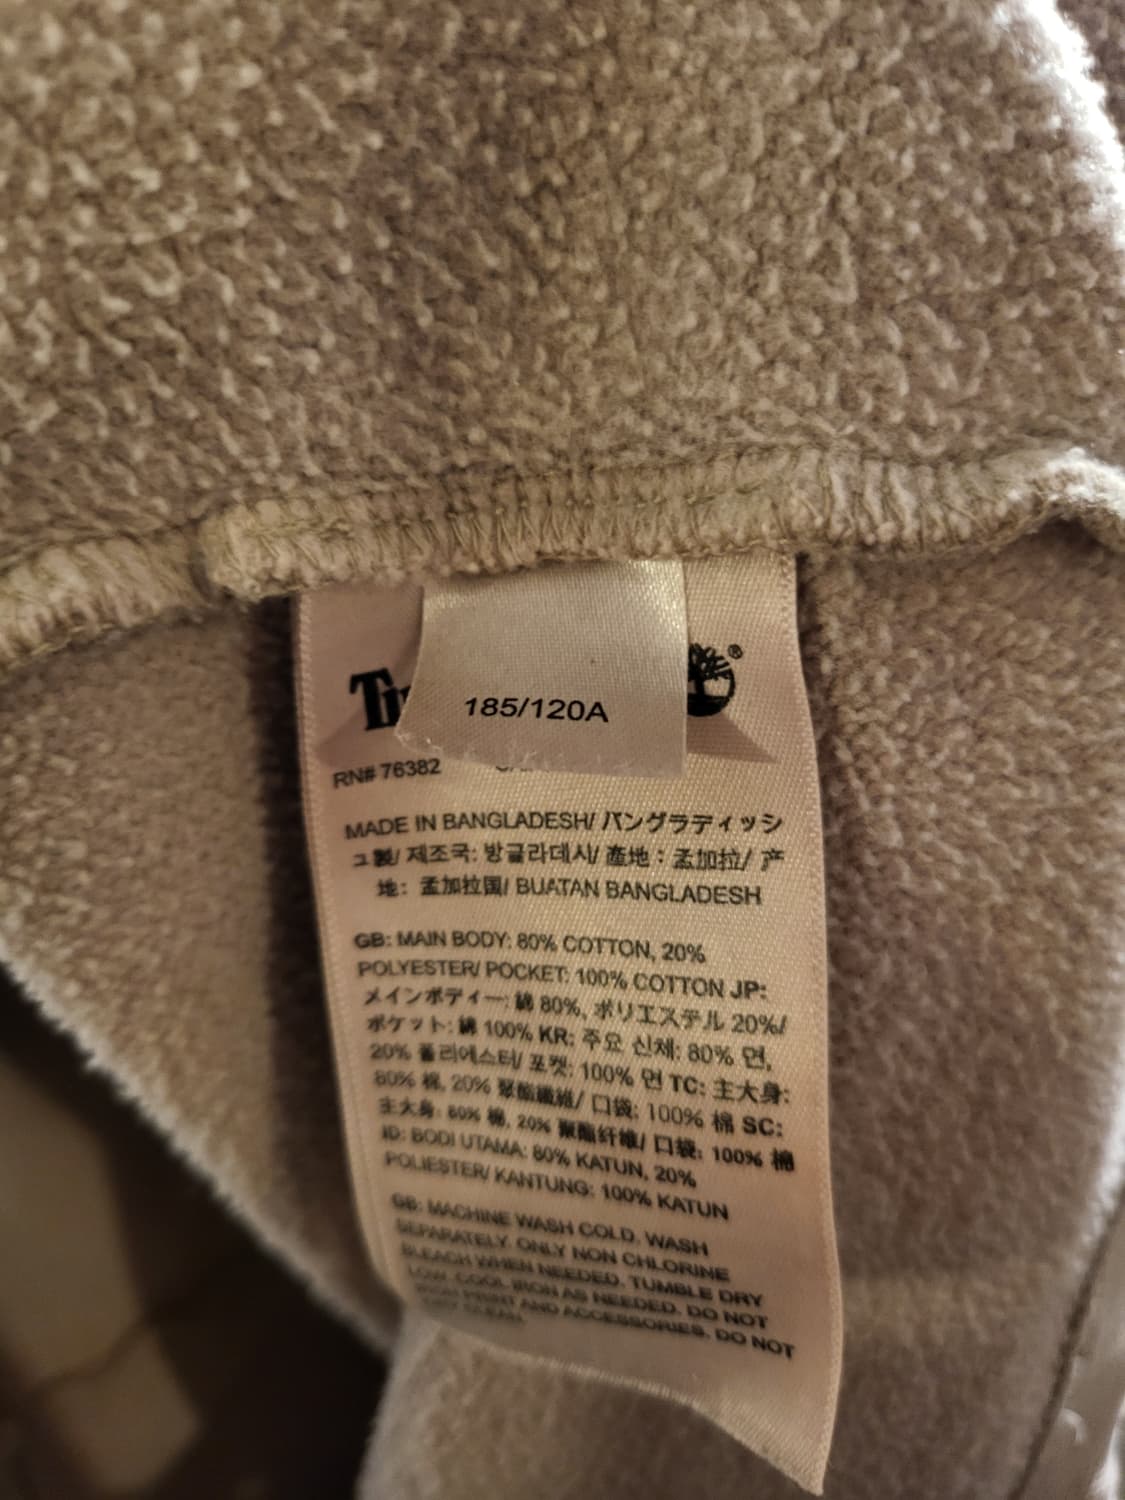 185/120A
®
RN# 76382
MADE IN BANGLADESH/ バングラディッシ
ュ製/ 제조국: 방글라데시/ 產地：孟加拉/ 产
地：孟加拉国/ BUATAN BANGLADESH
GB: MAIN BODY: 80% COTTON, 20%
POLYESTER/ POCKET: 100% COTTON JP:
メインボディー: 綿 80%, ポリエステル 20%/
ポケット: 綿 100% KR: 주요 신체: 80% 면,
20% 폴리에스터/ 포켓: 100% 면 TC: 主大身:
80% 棉, 20% 聚酯纖維/ 口袋: 100% 棉 SC:
主大身: 80% 棉, 20% 聚酯纤维/ 口袋: 100% 棉
ID: BODI UTAMA: 80% KATUN, 20%
POLIESTER/ KANTUNG: 100% KATUN
GB: MACHINE WASH COLD. WASH
SEPARATELY. ONLY NON CHLORINE
BLEACH WHEN NEEDED. TUMBLE DRY
LOW. COOL IRON AS NEEDED. DO NOT
IRON PRINT AND ACCESSORIES. DO NOT
DRY CLEAN.